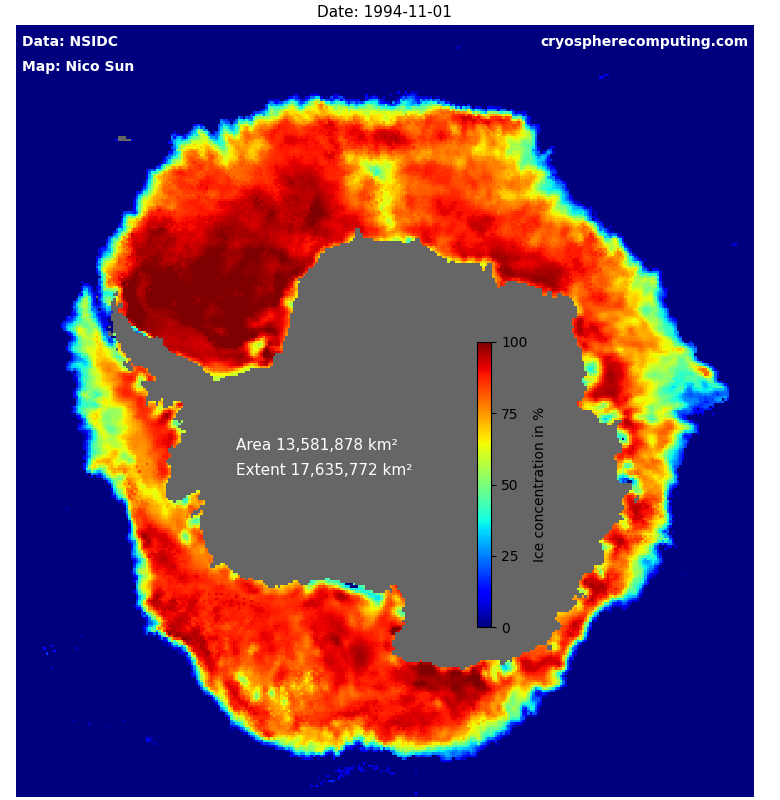 Date: 1994-11-01
Data: NSIDC
cryospherecomputing.com
Map: Nico Sun
100
75
50
25
0
Ice concentration in %
Area 13,581,878 km²
Extent 17,635,772 km²